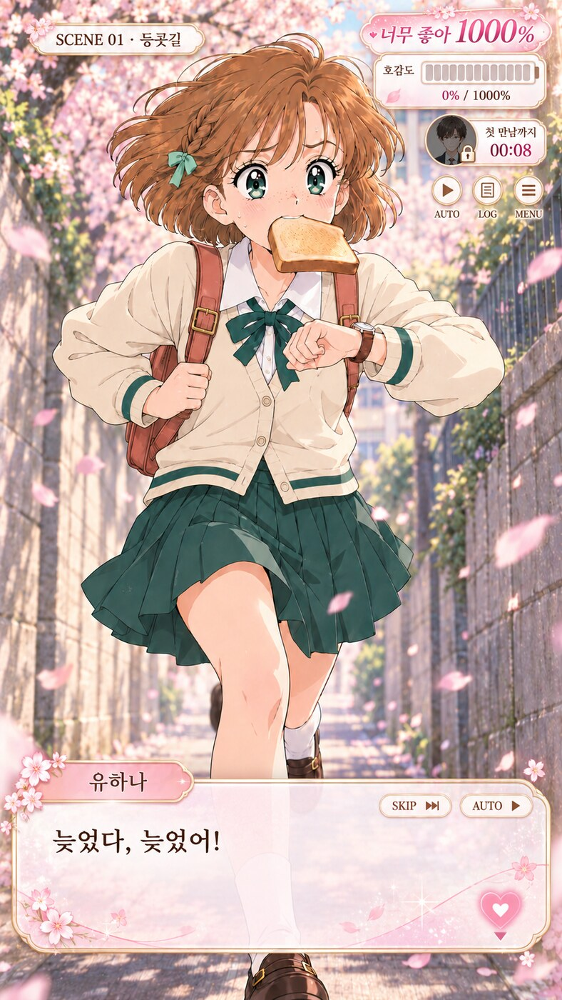 SCENE 01 · 등굣길
너무 좋아 1000%
호감도
0% / 1000%
첫 만남까지
00:08
AUTO LOG MENU
유하나
SKIP AUTO
늦었다, 늦었어!